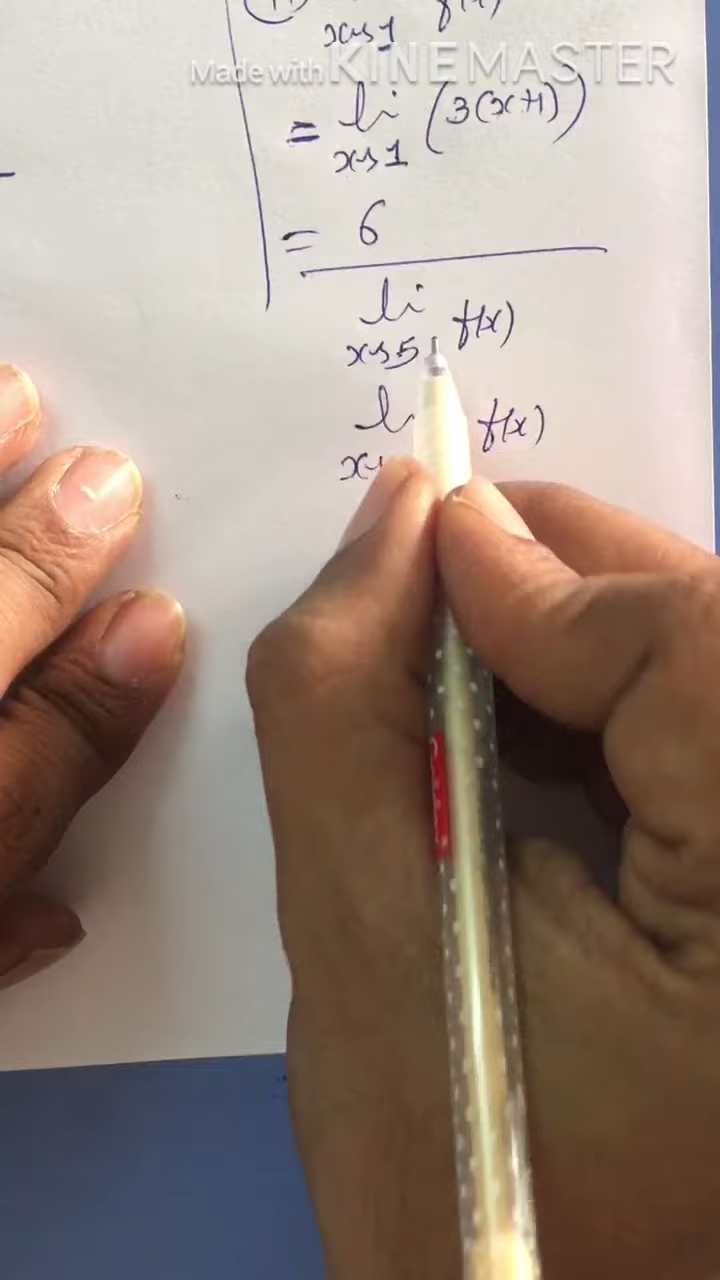 x→1
Made with KINEMASTER
= li (3(x+1))
x→1
= 6
li f(x)
x→5
f(x)